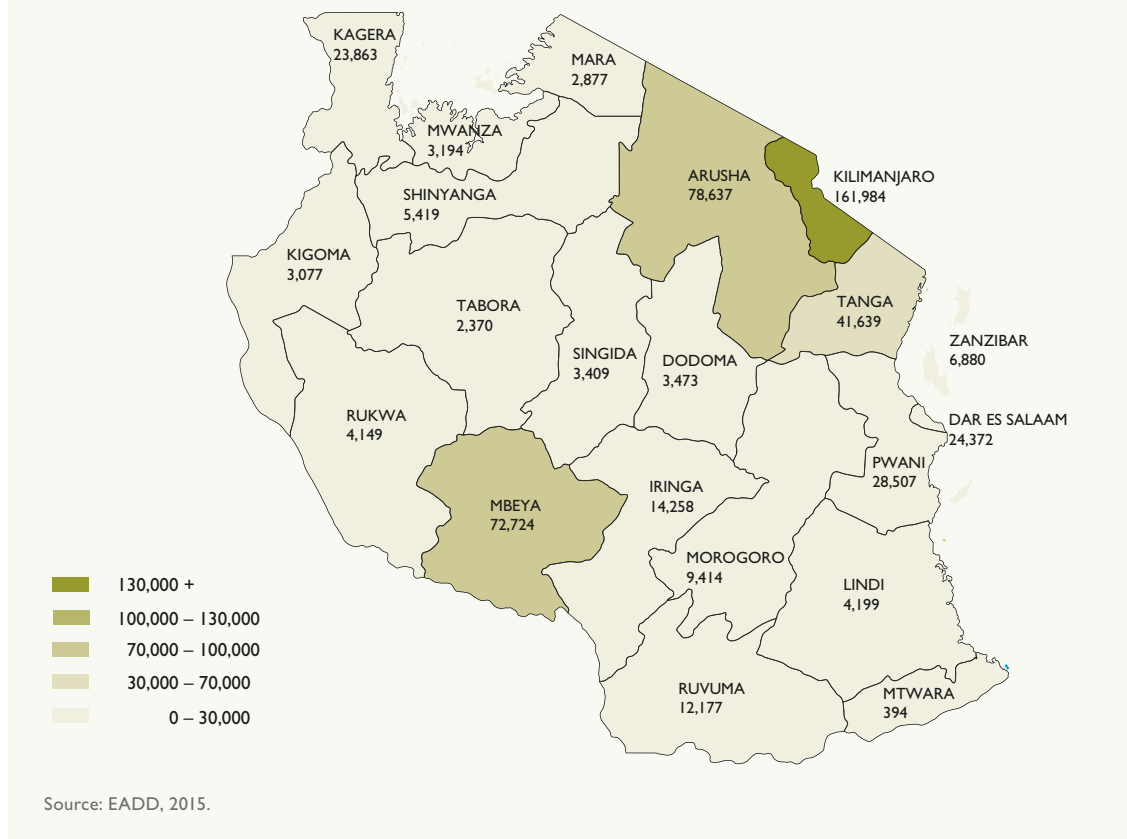 KAGERA
23,863
MARA
2,877
MWANZA
3,194
SHINYANGA
5,419
ARUSHA
78,637
KILIMANJARO
161,984
KIGOMA
3,077
TABORA
2,370
TANGA
41,639
ZANZIBAR
6,880
SINGIDA
3,409
DODOMA
3,473
RUKWA
4,149
DAR ES SALAAM
24,372
PWANI
28,507
MBEYA
72,724
IRINGA
14,258
MOROGORO
9,414
LINDI
4,199
RUVUMA
12,177
MTWARA
394
130,000 +
100,000 – 130,000
70,000 – 100,000
30,000 – 70,000
0 – 30,000
Source: EADD, 2015.